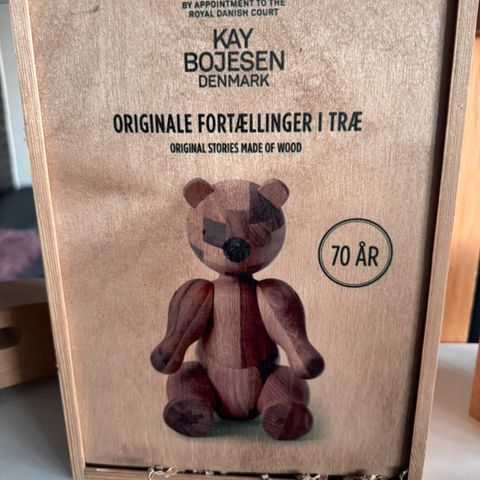 BY APPOINTMENT TO THE
ROYAL DANISH COURT
KAY
BOJESEN
DENMARK
ORIGINALE FORTÆLLINGER I TRÆ
ORIGINAL STORIES MADE OF WOOD
70 ÅR